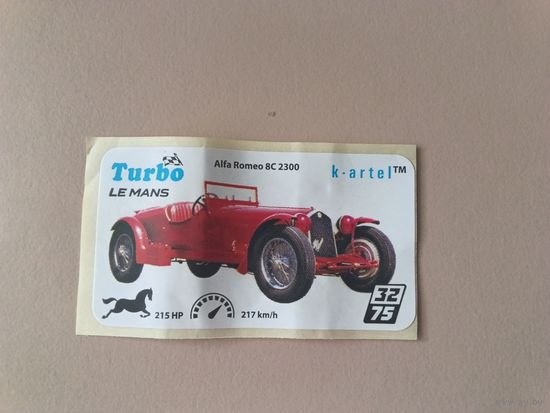 Turbo
Alfa Romeo 8C 2300
k-artel™
LE MANS
215 HP
217 km/h
32
75